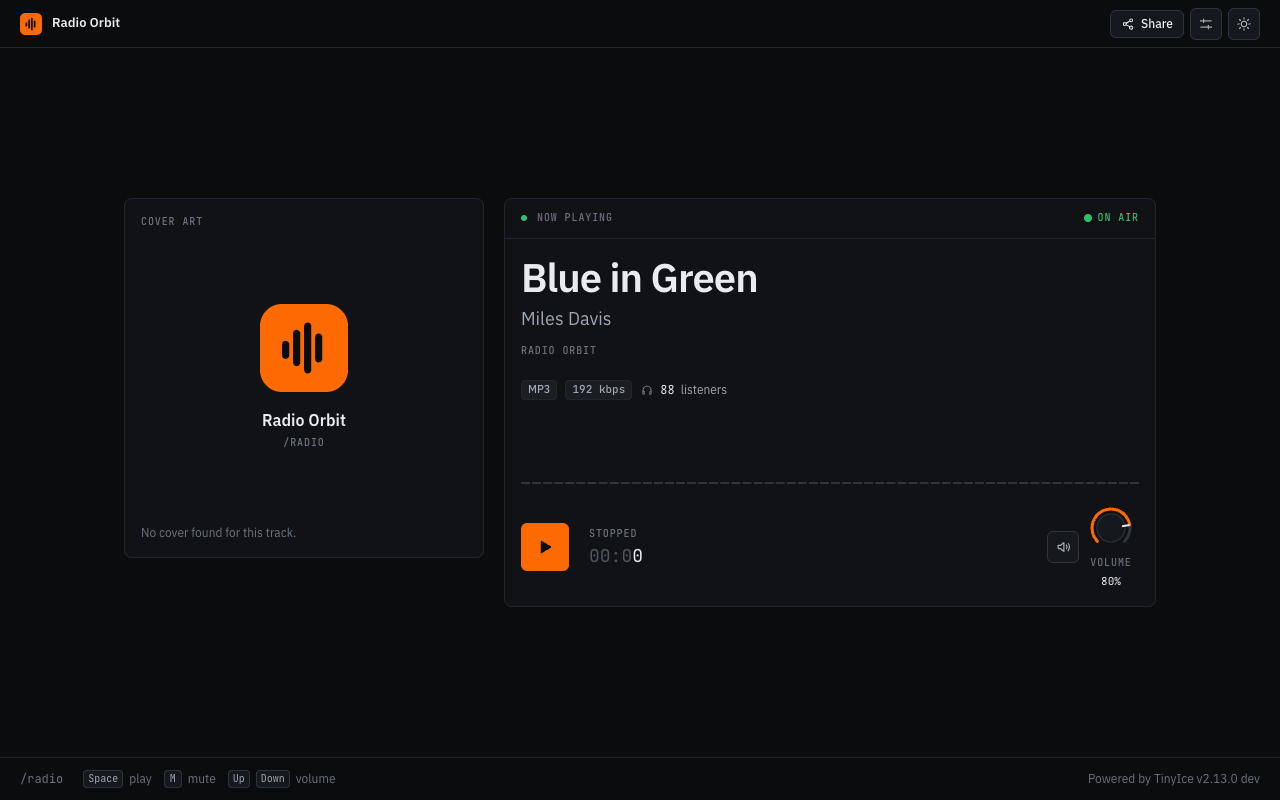 Radio Orbit
Share
COVER ART
Radio Orbit
/RADIO
No cover found for this track.
NOW PLAYING
ON AIR
Blue in Green
Miles Davis
RADIO ORBIT
MP3 192 kbps 88 listeners
STOPPED
00:00
VOLUME
80%
/radio Space play M mute Up Down volume
Powered by TinyIce v2.13.0 dev